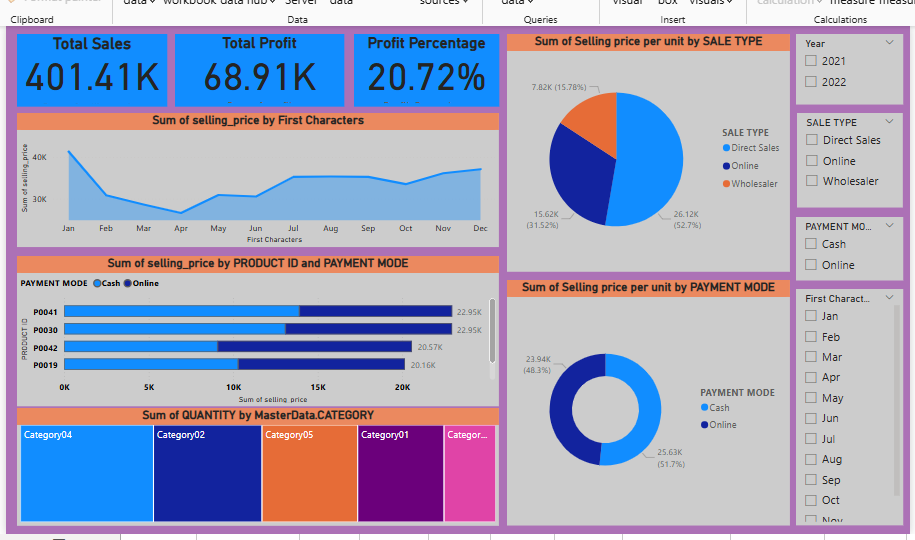 data
workbook
data hub
Server
data
sources
data
visual
box
visuals
calculation
measure
Clipboard
Data
Queries
Insert
Calculations
Total Sales
401.41K
Total Profit
68.91K
Profit Percentage
20.72%
Sum of selling_price by First Characters
Sum of selling_price
40K
30K
Jan Feb Mar Apr May Jun Jul Aug Sep Oct Nov Dec
First Characters
Sum of selling_price by PRODUCT ID and PAYMENT MODE
PAYMENT MODE Cash Online
PRODUCT ID
P0041 22.95K
P0030 22.95K
P0042 20.57K
P0019 20.16K
0K 5K 10K 15K 20K
Sum of selling_price
Sum of QUANTITY by MasterData.CATEGORY
Category04 Category02 Category05 Category01 Categor...
Sum of Selling price per unit by SALE TYPE
7.82K (15.78%)
15.62K
(31.52%)
26.12K
(52.7%)
SALE TYPE
Direct Sales
Online
Wholesaler
Sum of Selling price per unit by PAYMENT MODE
23.94K
(48.3%)
25.63K
(51.7%)
PAYMENT MODE
Cash
Online
Year
2021
2022
SALE TYPE
Direct Sales
Online
Wholesaler
PAYMENT MO...
Cash
Online
First Charact...
Jan
Feb
Mar
Apr
May
Jun
Jul
Aug
Sep
Oct
Nov